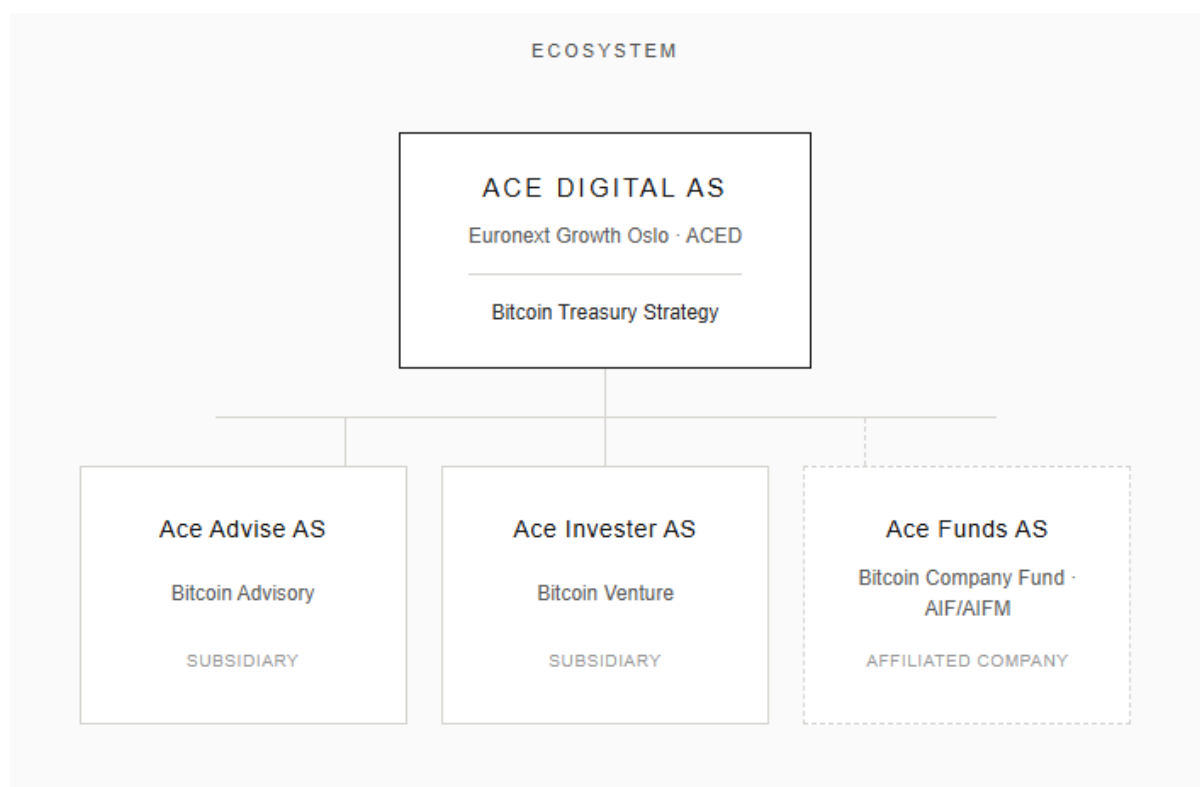 ECOSYSTEM
ACE DIGITAL AS
Euronext Growth Oslo · ACED
Bitcoin Treasury Strategy
Ace Advise AS
Bitcoin Advisory
SUBSIDIARY
Ace Invester AS
Bitcoin Venture
SUBSIDIARY
Ace Funds AS
Bitcoin Company Fund ·
AIF/AIFM
AFFILIATED COMPANY